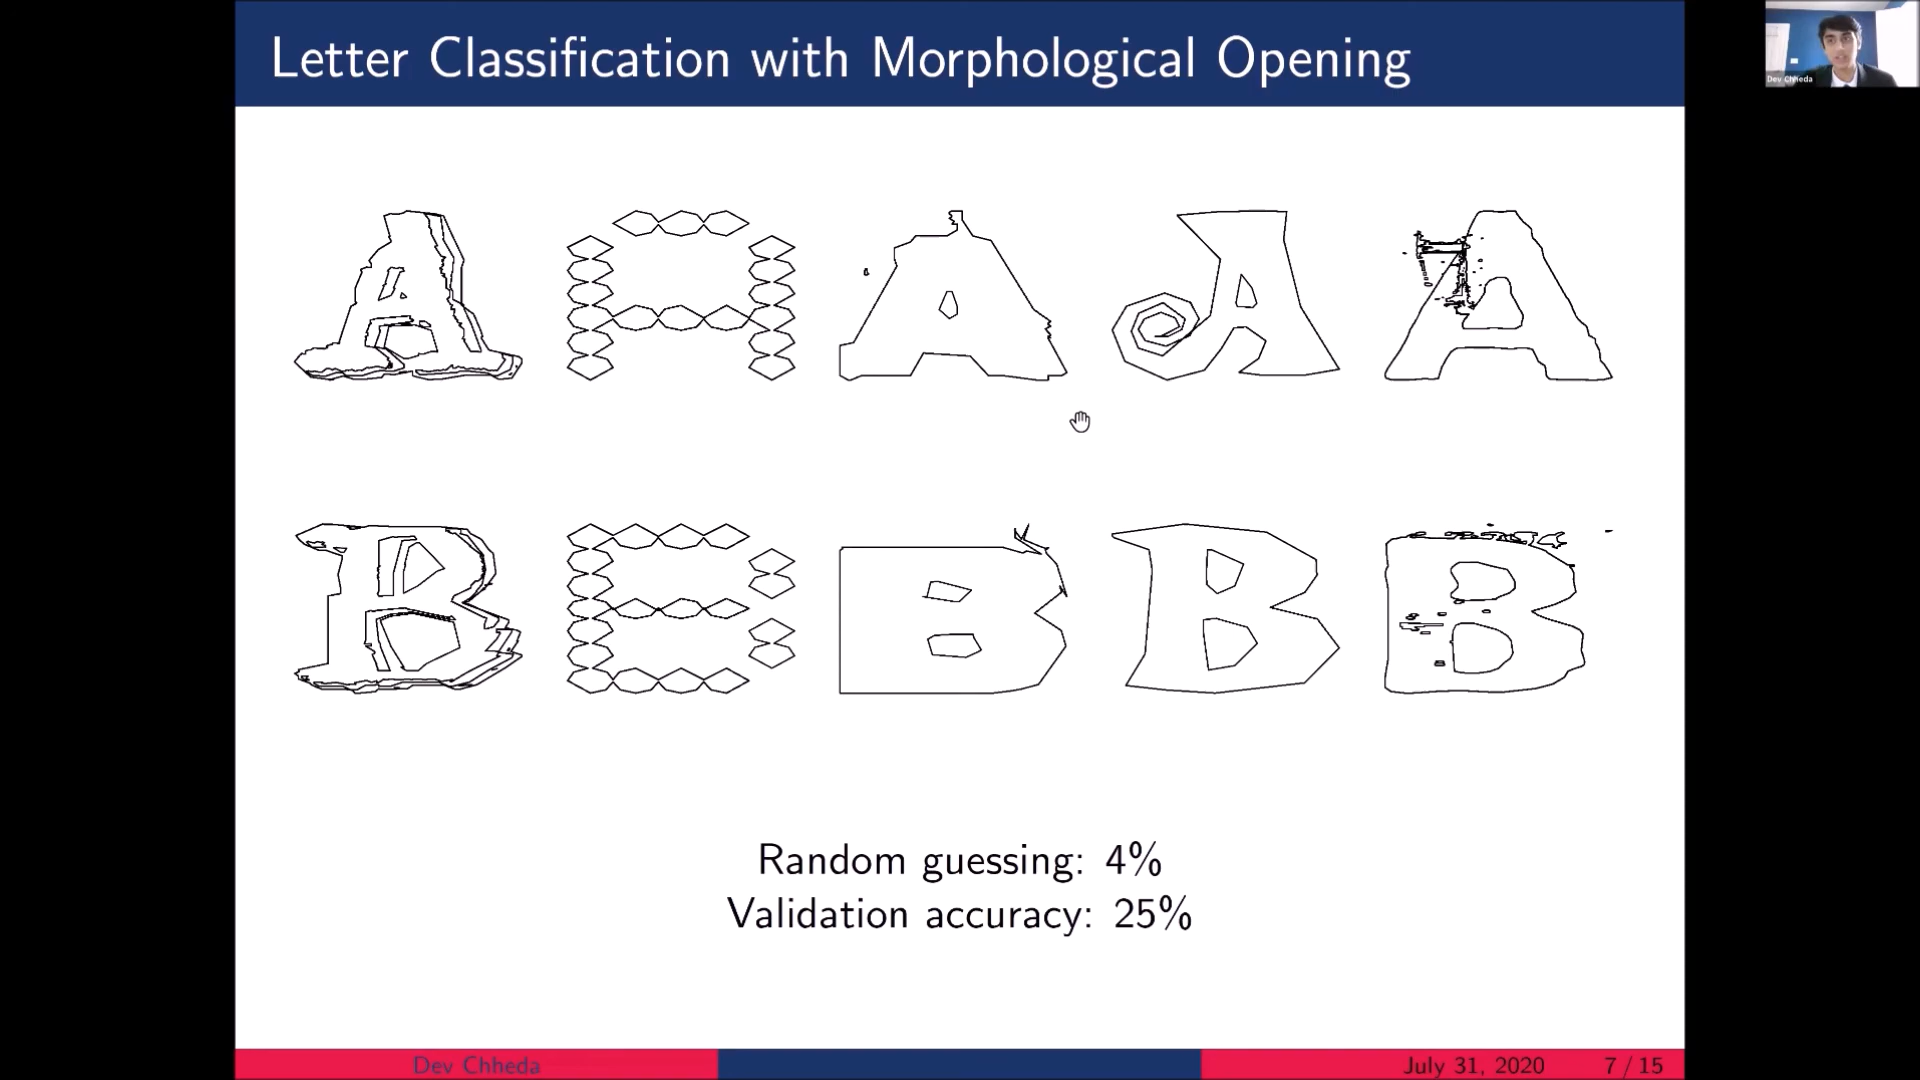 Letter Classification with Morphological Opening
Dev Chheda
A A A A A
B B B B B
Random guessing: 4%
Validation accuracy: 25%
Dev Chheda
July 31, 2020
7 / 15